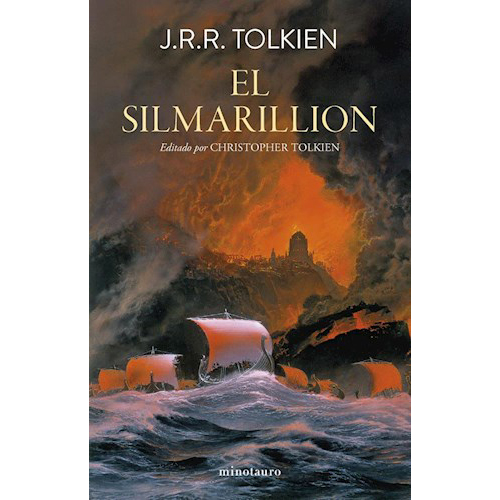 J.R.R. TOLKIEN
EL
SILMARILLION
Editado por CHRISTOPHER TOLKIEN
minotauro